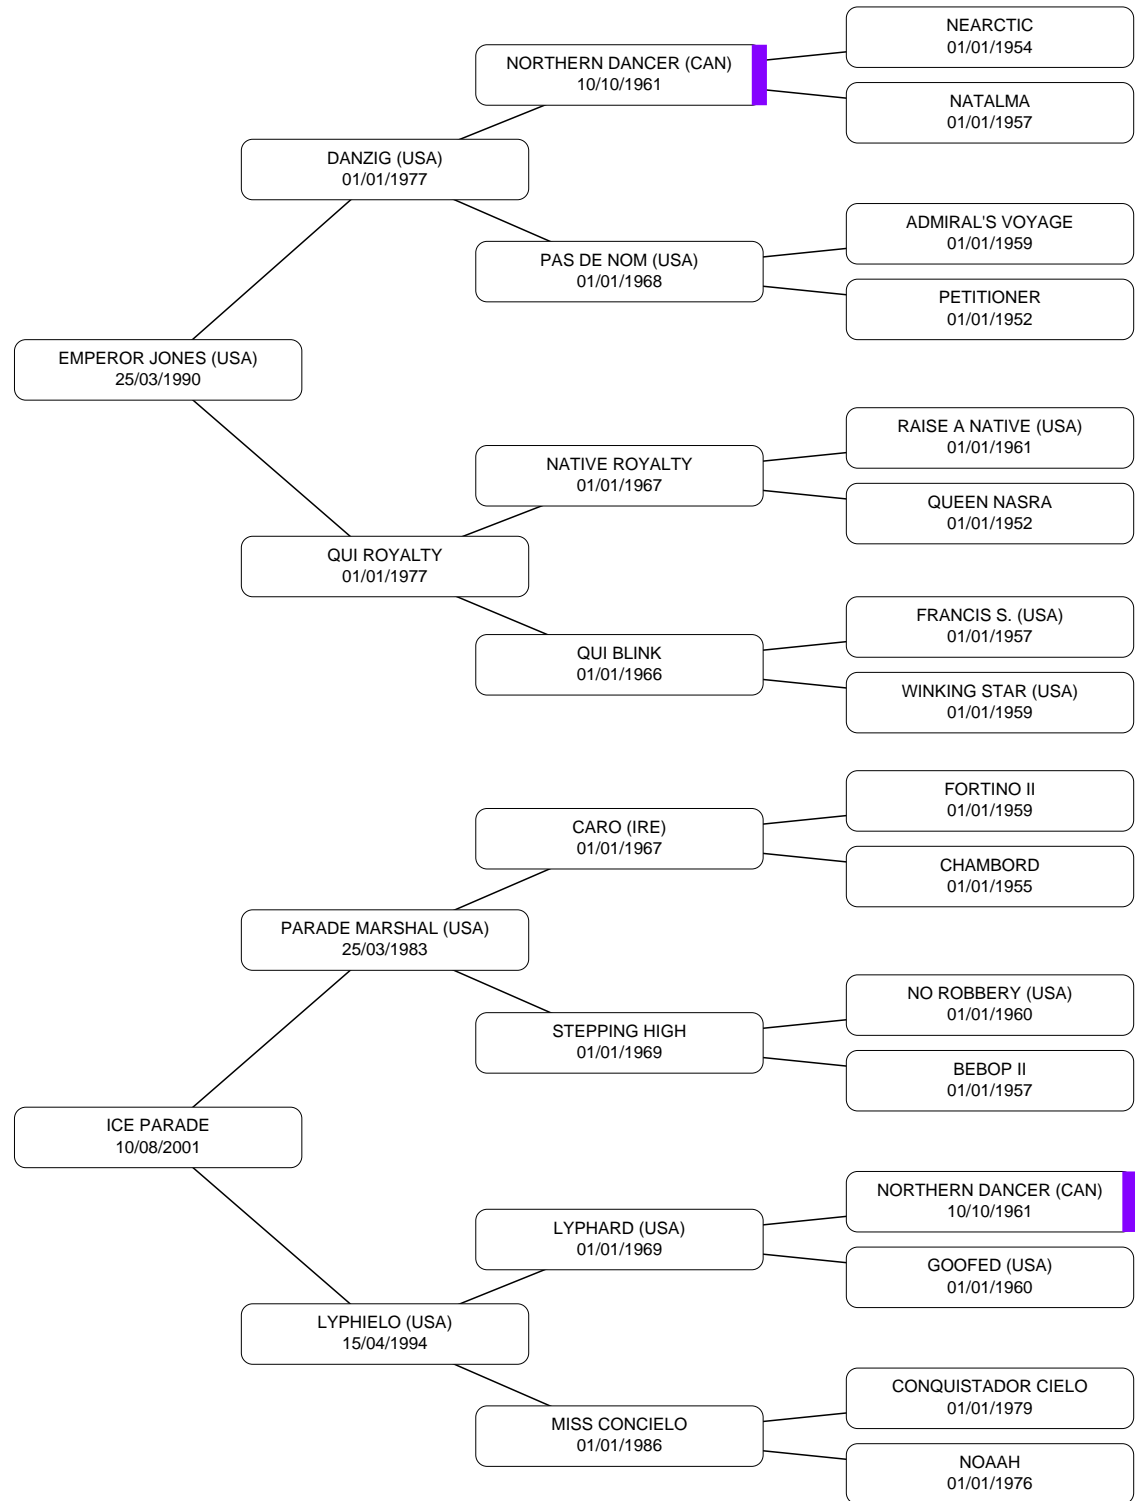 NEARCTIC
01/01/1954
NORTHERN DANCER (CAN)
10/10/1961
NATALMA
01/01/1957
DANZIG (USA)
01/01/1977
ADMIRAL'S VOYAGE
01/01/1959
PAS DE NOM (USA)
01/01/1968
PETITIONER
01/01/1952
EMPEROR JONES (USA)
25/03/1990
RAISE A NATIVE (USA)
01/01/1961
NATIVE ROYALTY
01/01/1967
QUEEN NASRA
01/01/1952
QUI ROYALTY
01/01/1977
FRANCIS S. (USA)
01/01/1957
QUI BLINK
01/01/1966
WINKING STAR (USA)
01/01/1959
FORTINO II
01/01/1959
CARO (IRE)
01/01/1967
CHAMBORD
01/01/1955
PARADE MARSHAL (USA)
25/03/1983
NO ROBBERY (USA)
01/01/1960
STEPPING HIGH
01/01/1969
BEBOP II
01/01/1957
ICE PARADE
10/08/2001
NORTHERN DANCER (CAN)
10/10/1961
LYPHARD (USA)
01/01/1969
GOOFED (USA)
01/01/1960
LYPHIELO (USA)
15/04/1994
CONQUISTADOR CIELO
01/01/1979
MISS CONCIELO
01/01/1986
NOAAH
01/01/1976